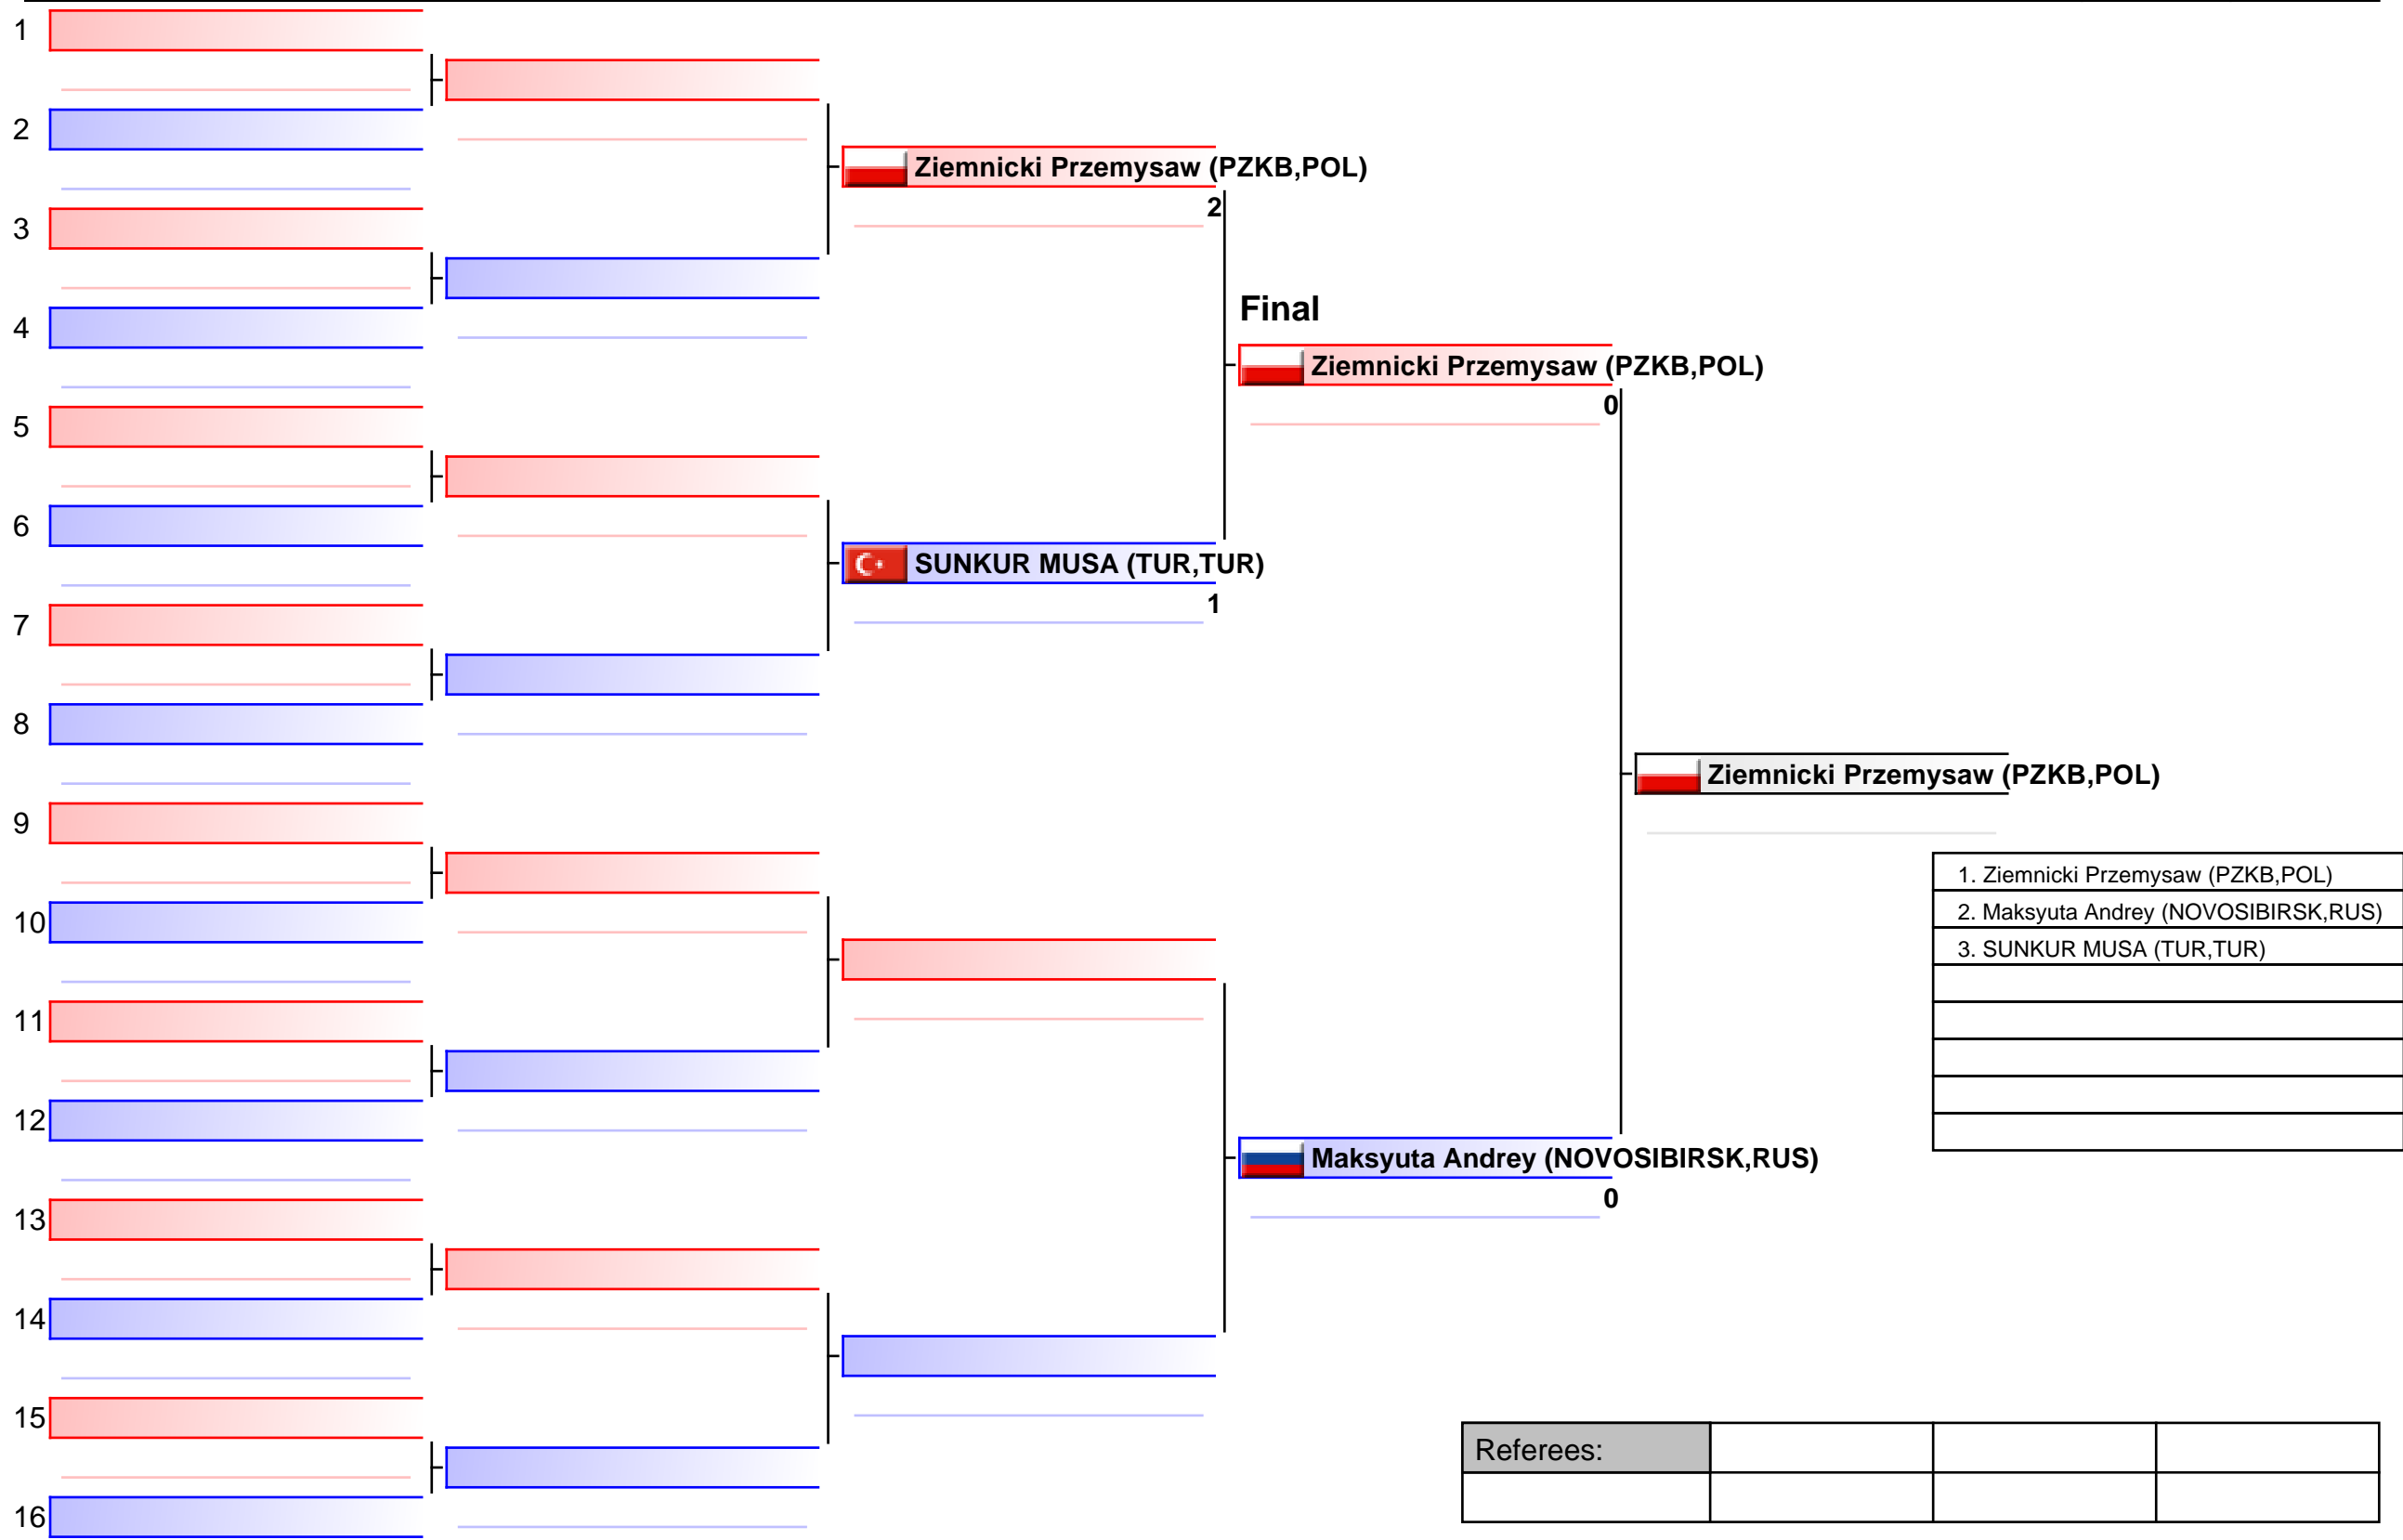 1
2
Ziemnicki Przemysaw (PZKB,POL)
2
3
Final
4
Ziemnicki Przemysaw (PZKB,POL)
0
5
6
SUNKUR MUSA (TUR,TUR)
1
7
8
Ziemnicki Przemysaw (PZKB,POL)
9
1. Ziemnicki Przemysaw (PZKB,POL)
2. Maksyuta Andrey (NOVOSIBIRSK,RUS)
3. SUNKUR MUSA (TUR,TUR)
10
11
12
Maksyuta Andrey (NOVOSIBIRSK,RUS)
0
13
14
15
Referees:
16